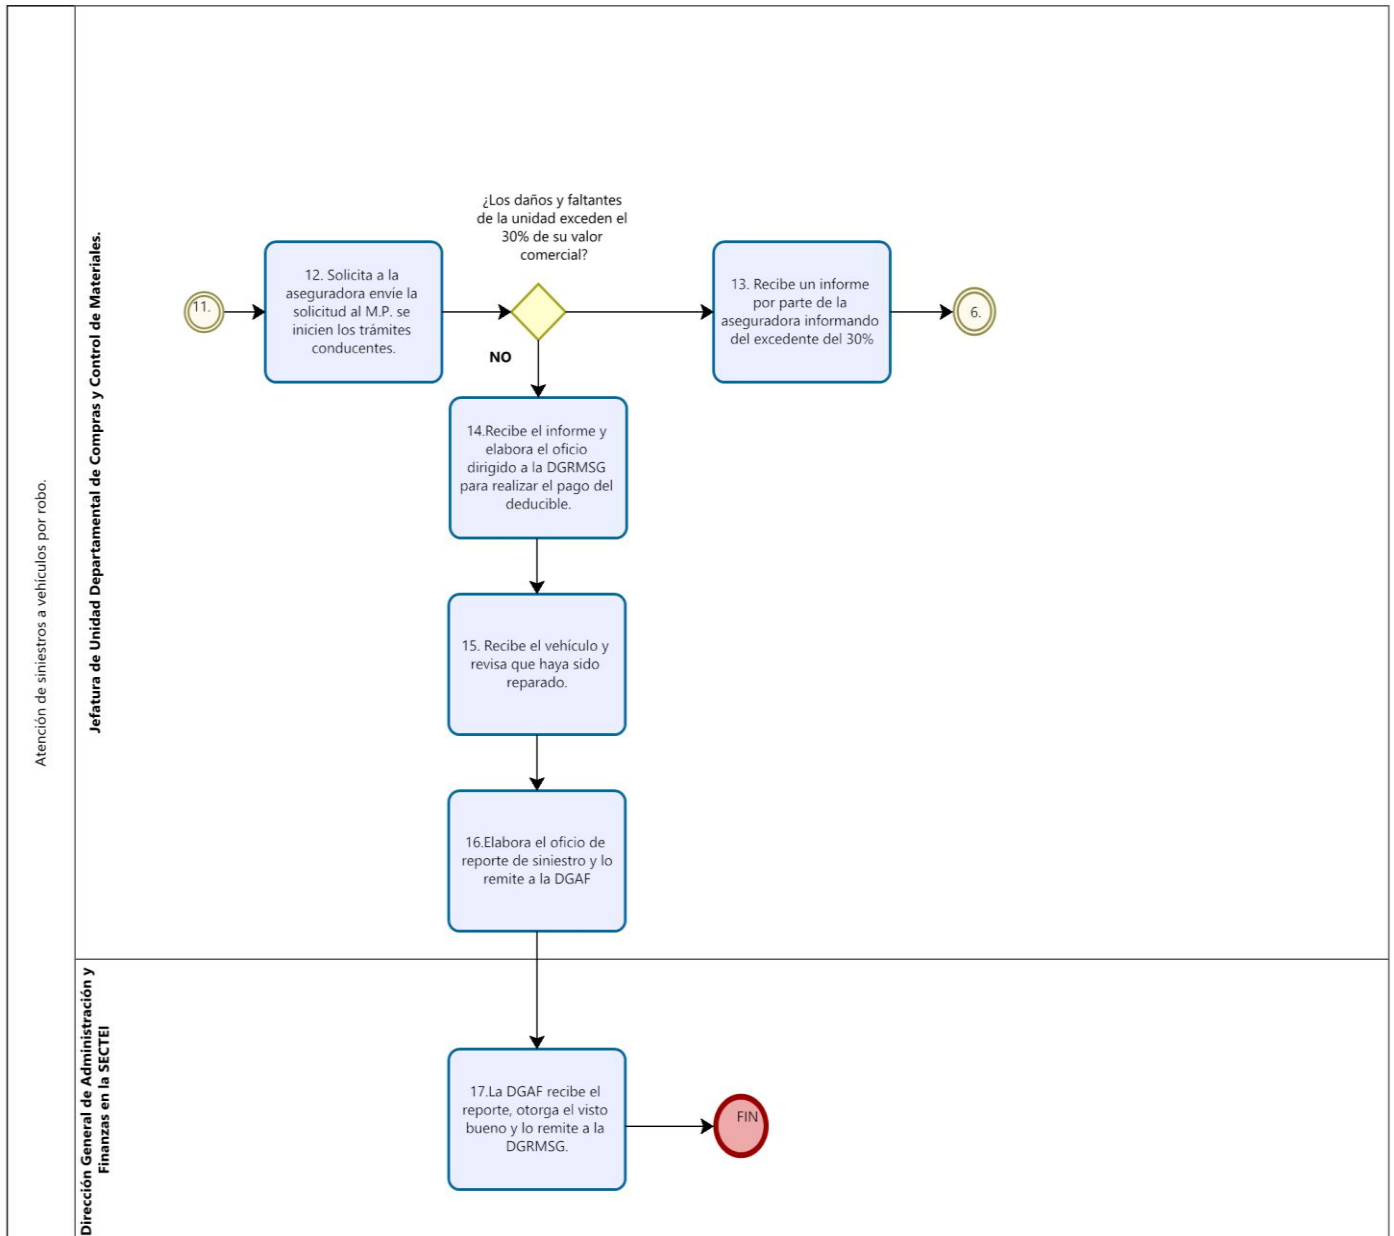 Atención de siniestros a vehículos por robo.
Jefatura de Unidad Departamental de Compras y Control de Materiales.
¿Los daños y faltantes
de la unidad exceden el
30% de su valor
comercial?
11.
12. Solicita a la
aseguradora envíe la
solicitud al M.P. se
inicien los trámites
conducentes.
13. Recibe un informe
por parte de la
aseguradora informando
del excedente del 30%
6.
NO
14.Recibe el informe y
elabora el oficio
dirigido a la DGRMSG
para realizar el pago del
deducible.
15. Recibe el vehículo y
revisa que haya sido
reparado.
16.Elabora el oficio de
reporte de siniestro y lo
remite a la DGAF
Dirección General de Administración y
Finanzas en la SECTEI
17.La DGAF recibe el
reporte, otorga el visto
bueno y lo remite a la
DGRMSG.
FIN